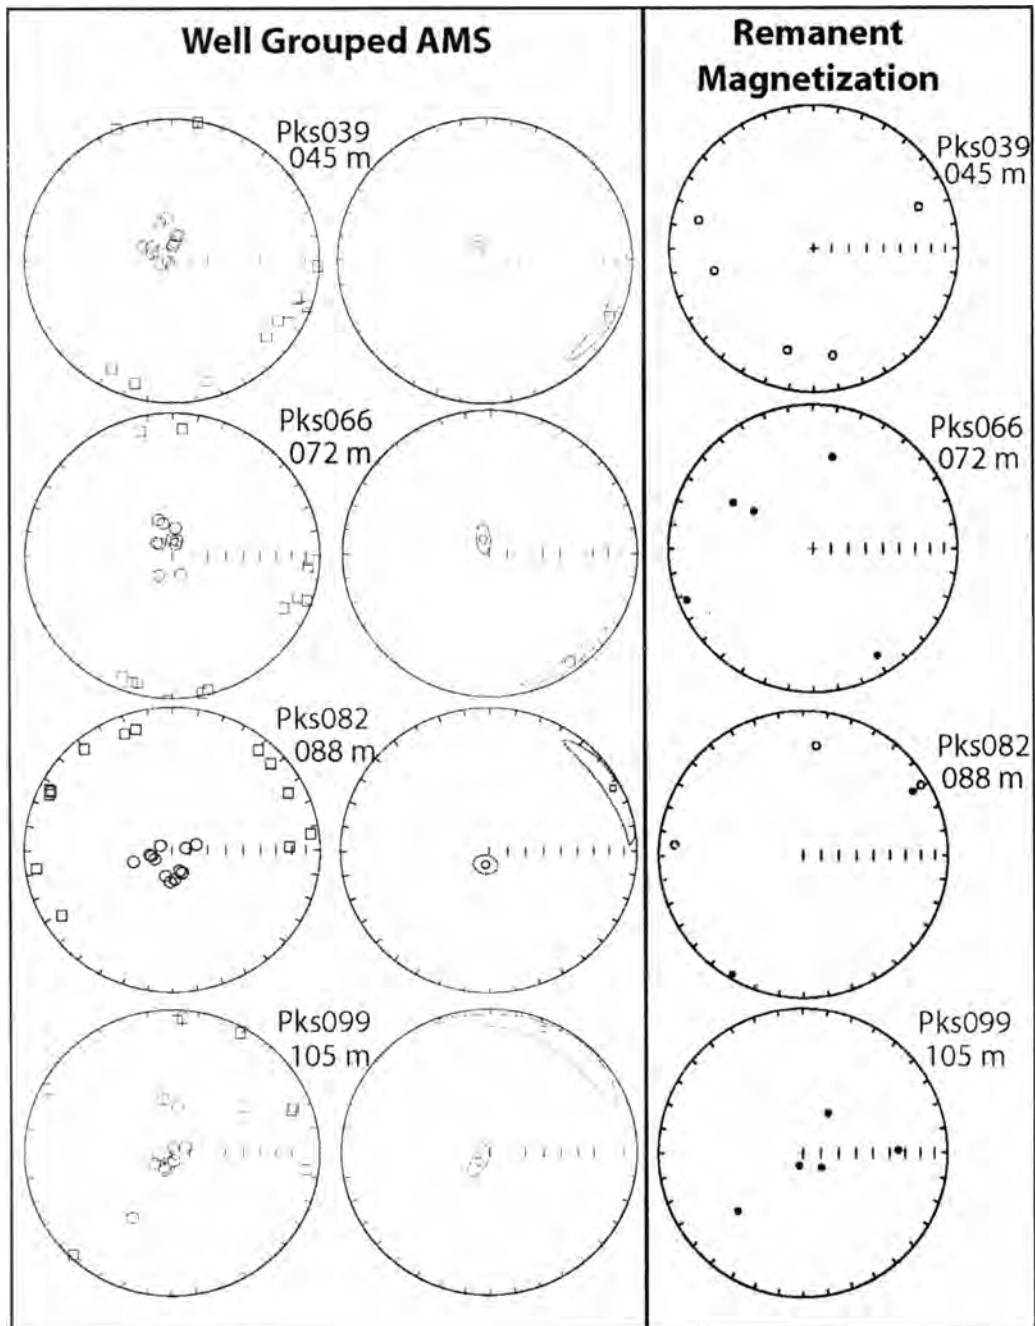 Well Grouped AMS
Remanent
Magnetization
Pks039
045 m
Pks039
045 m
Pks066
072 m
Pks066
072 m
Pks082
088 m
Pks082
088 m
Pks099
105 m
Pks099
105 m